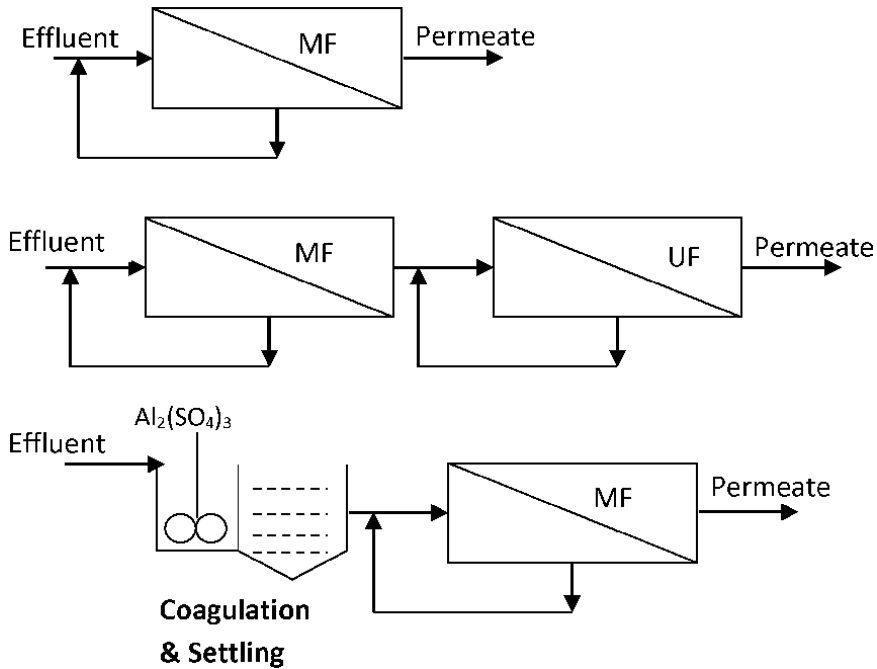 Effluent
MF
Permeate
Effluent
MF
UF
Permeate
Al₂(SO₄)₃
Effluent
MF
Permeate
Coagulation
& Settling